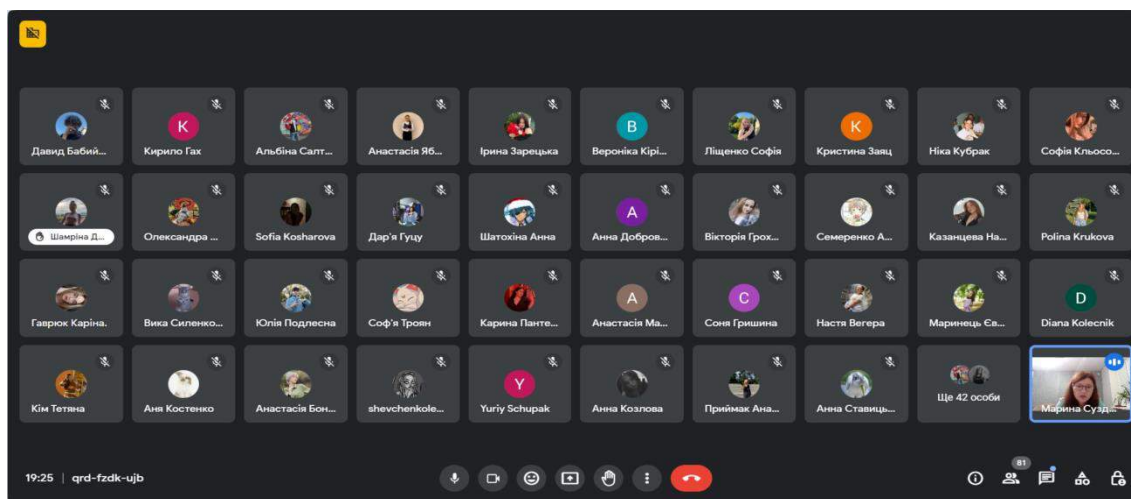 Давид Бабий...
К
Кирило Гах
Альбіна Салт...
Анастасія Яб...
Ірина Зарецька
В
Вероніка Кірі...
Ліщенко Софія
К
Кристина Заяц
Ніка Кубрак
Софія Кльосо...
Шамріна Д...
Олександра ...
Sofia Kosharova
Дар'я Гуцу
Шатохіна Анна
А
Анна Добров...
Вікторія Грох...
Семеренко А...
Казанцева На...
Polina Krukova
Гаврюк Каріна.
Вика Силенко...
Юлія Подлесна
Соф'я Троян
Карина Панте...
А
Анастасія Ма...
С
Соня Гришина
Настя Вегера
Маринець Єв...
D
Diana Kolecnik
Кім Тетяна
Аня Костенко
Анастасія Бон...
shevchenkole...
Y
Yuriy Schupak
Анна Козлова
Приймак Ана...
Анна Ставиць...
Ще 42 особи
Марина Сузд...
19:25 | qrd-fzdk-ujb
81